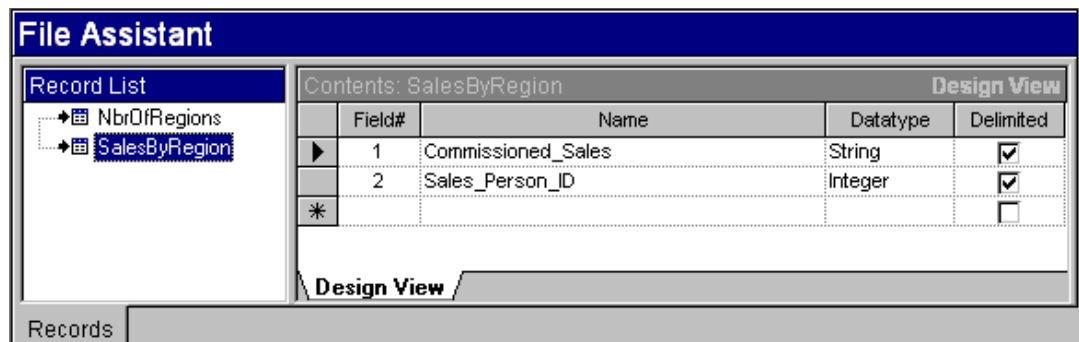 File Assistant
Record List
NbrOfRegions
SalesByRegion
Contents: SalesByRegion Design View
Field# Name Datatype Delimited
1 Commissioned_Sales String
2 Sales_Person_ID Integer
Design View
Records